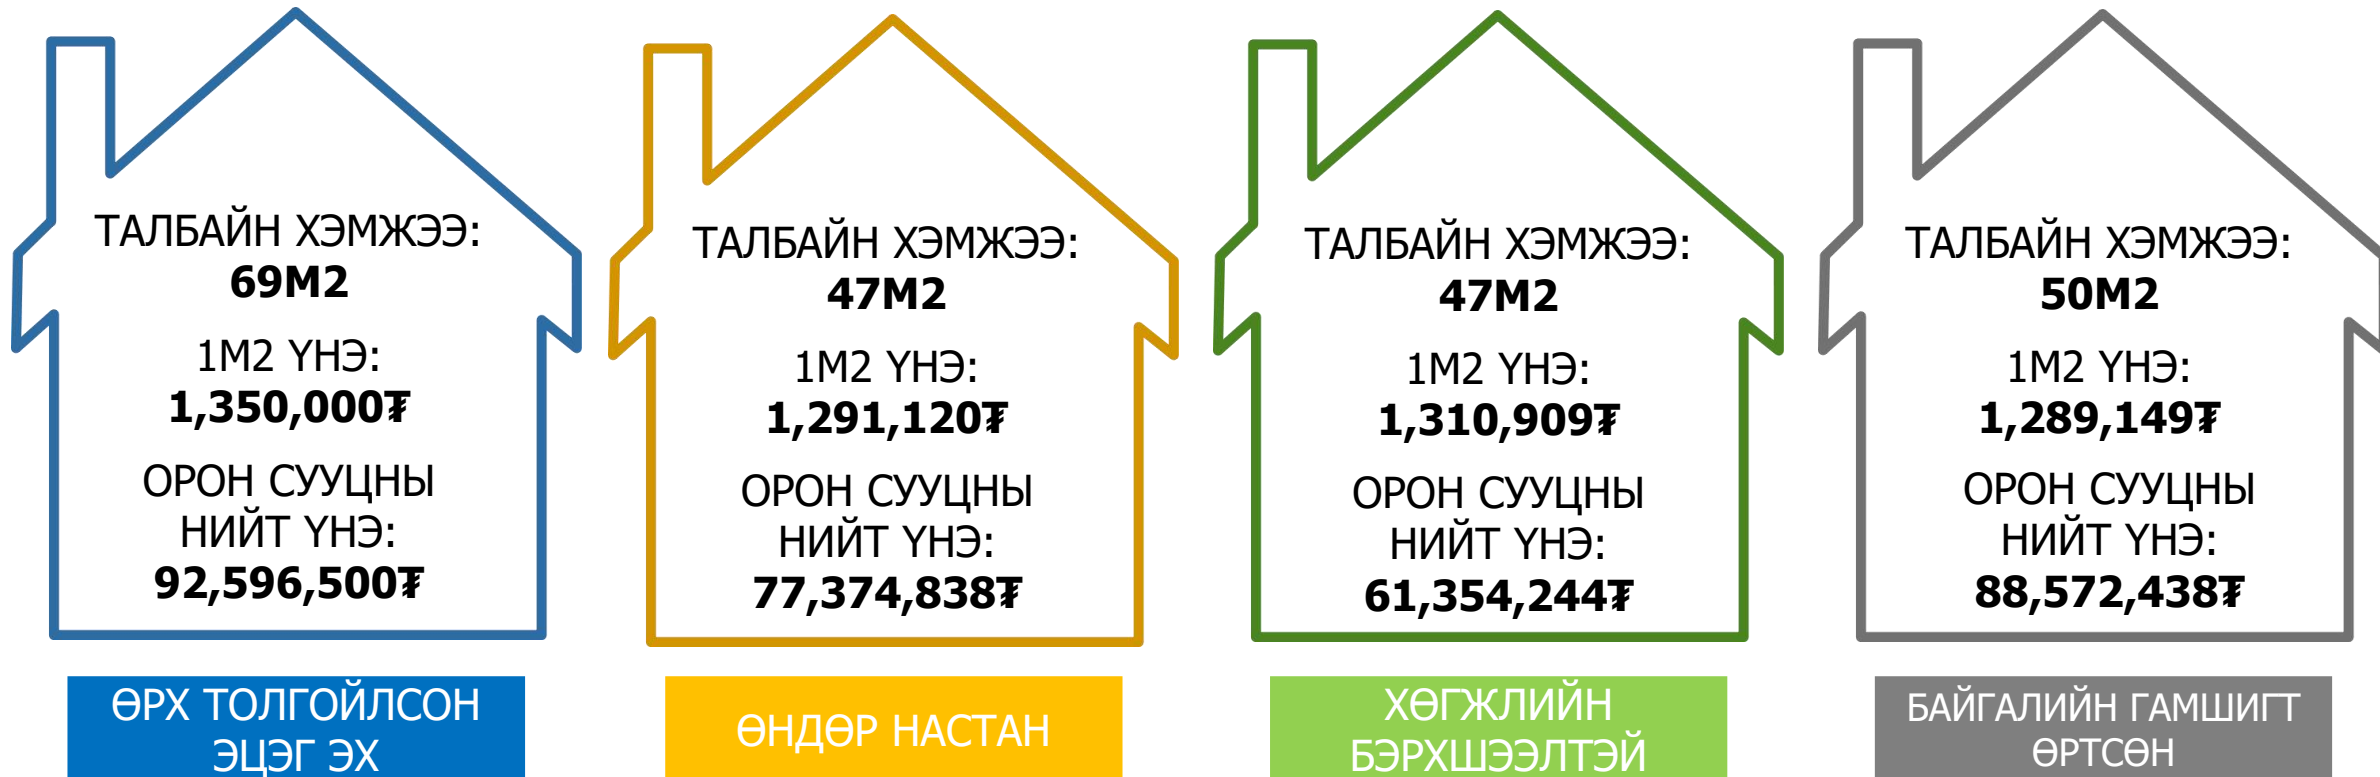 ТАЛБАЙН ХЭМЖЭЭ:
69М2
1М2 ҮНЭ:
1,350,000₮
ОРОН СУУЦНЫ
НИЙТ ҮНЭ:
92,596,500₮
ӨРХ ТОЛГОЙЛСОН
ЭЦЭГ ЭХ
ТАЛБАЙН ХЭМЖЭЭ:
47М2
1М2 ҮНЭ:
1,291,120₮
ОРОН СУУЦНЫ
НИЙТ ҮНЭ:
77,374,838₮
ӨНДӨР НАСТАН
ТАЛБАЙН ХЭМЖЭЭ:
47М2
1М2 ҮНЭ:
1,310,909₮
ОРОН СУУЦНЫ
НИЙТ ҮНЭ:
61,354,244₮
ХӨГЖЛИЙН
БЭРХШЭЭЛТЭЙ
ТАЛБАЙН ХЭМЖЭЭ:
50М2
1М2 ҮНЭ:
1,289,149₮
ОРОН СУУЦНЫ
НИЙТ ҮНЭ:
88,572,438₮
БАЙГАЛИЙН ГАМШИГТ
ӨРТСӨН